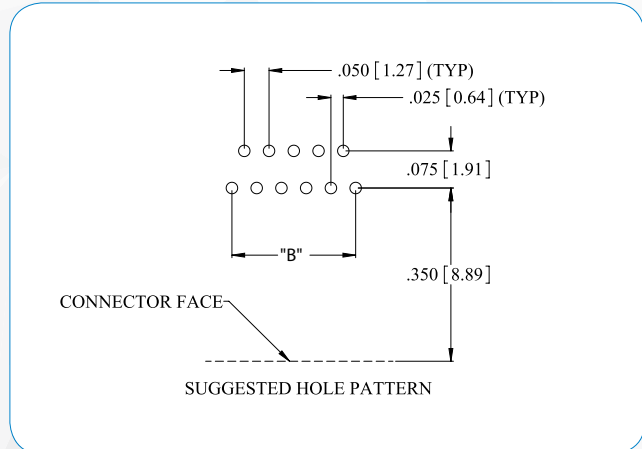 .050 [1.27] (TYP)
.025 [0.64] (TYP)
.075 [1.91]
"B"
.350 [8.89]
CONNECTOR FACE
SUGGESTED HOLE PATTERN